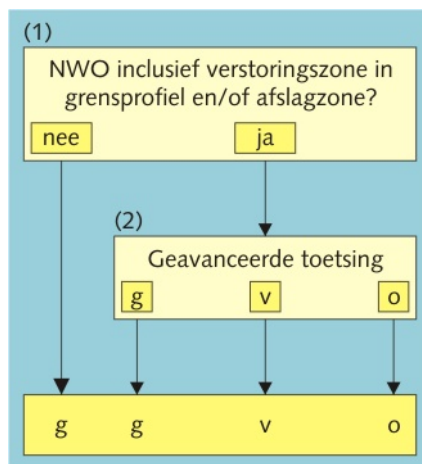 (1)
NWO inclusief verstoringszone in
grensprofiel en/of afslagzone?
nee ja
(2)
Geavanceerde toetsing
g v o
g g v o